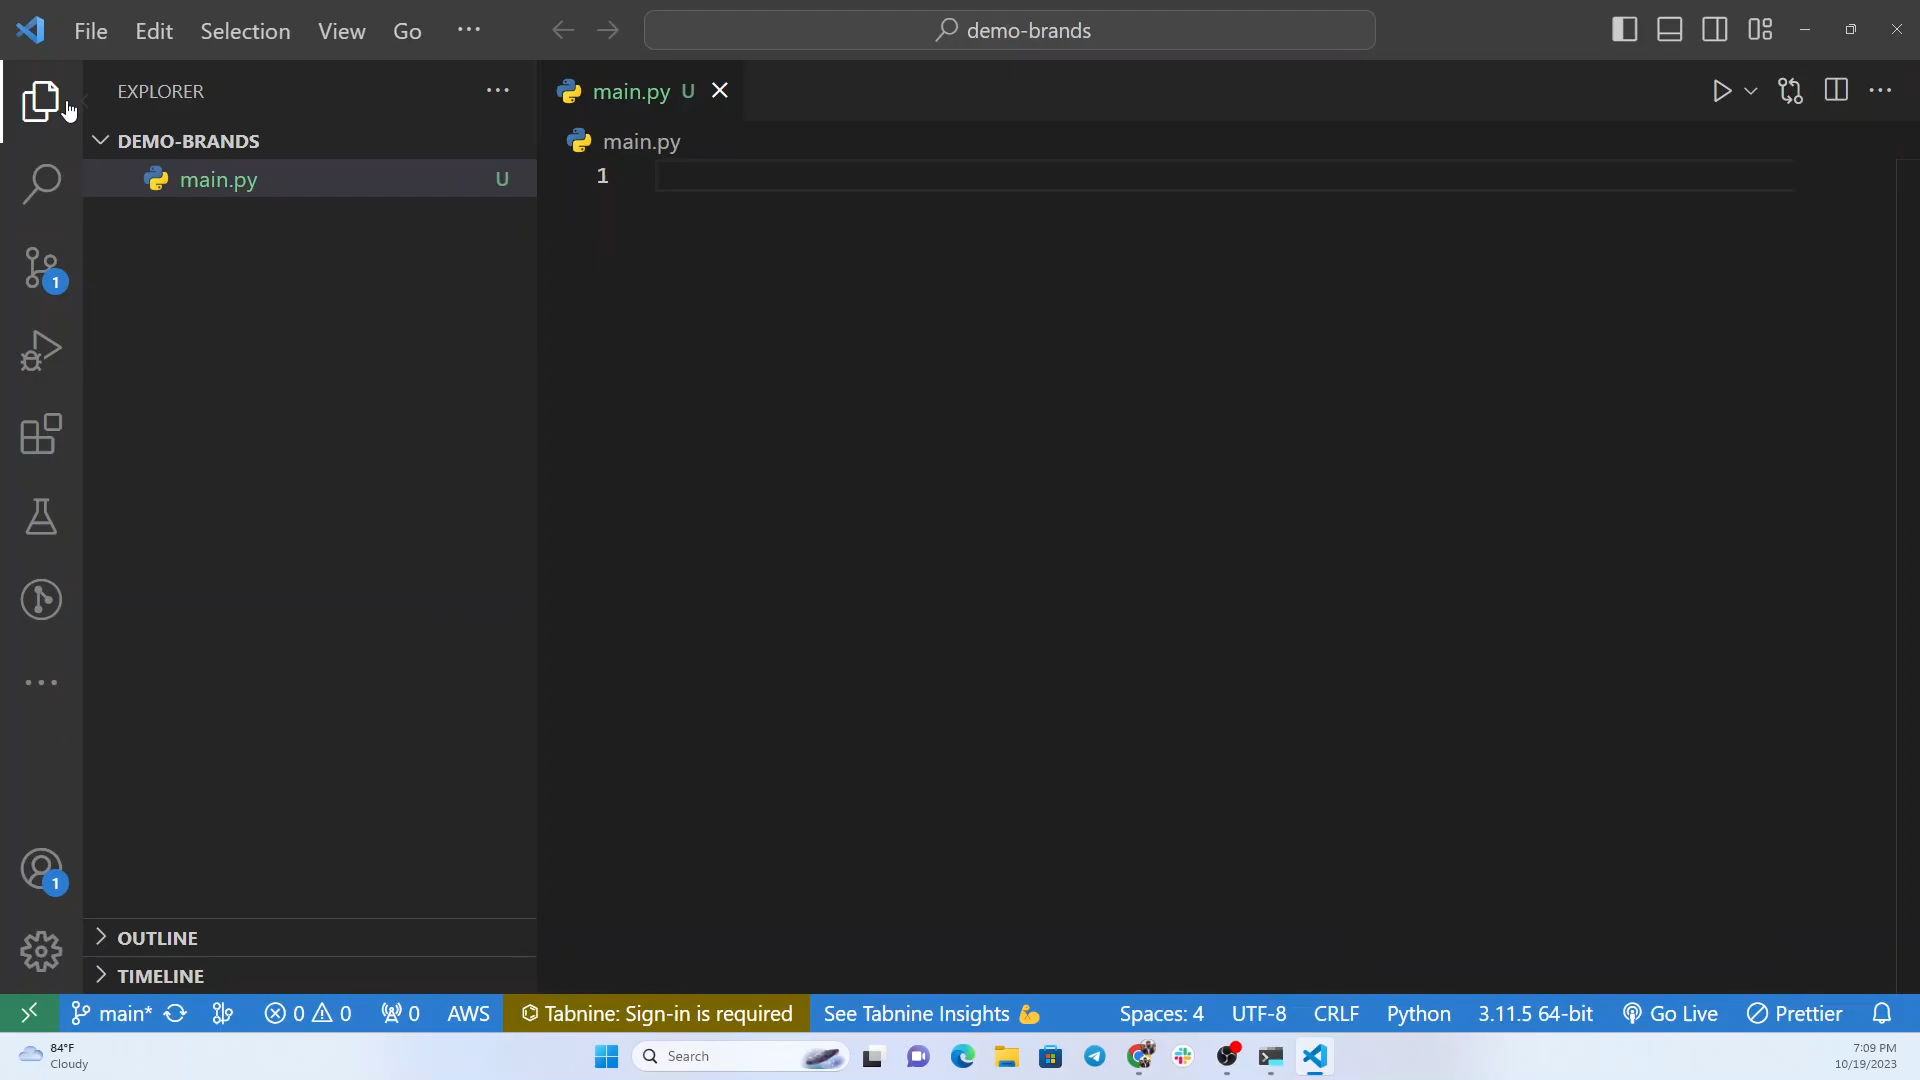 File Edit Selection View Go ··· demo-brands
EXPLORER ···
main.py U
DEMO-BRANDS
main.py
main.py U
1
1
1
OUTLINE
TIMELINE
main* 0 0 0 AWS Tabnine: Sign-in is required See Tabnine Insights Spaces: 4 UTF-8 CRLF Python 3.11.5 64-bit Go Live Prettier
84°F
Cloudy
Search
7:09 PM
10/19/2023